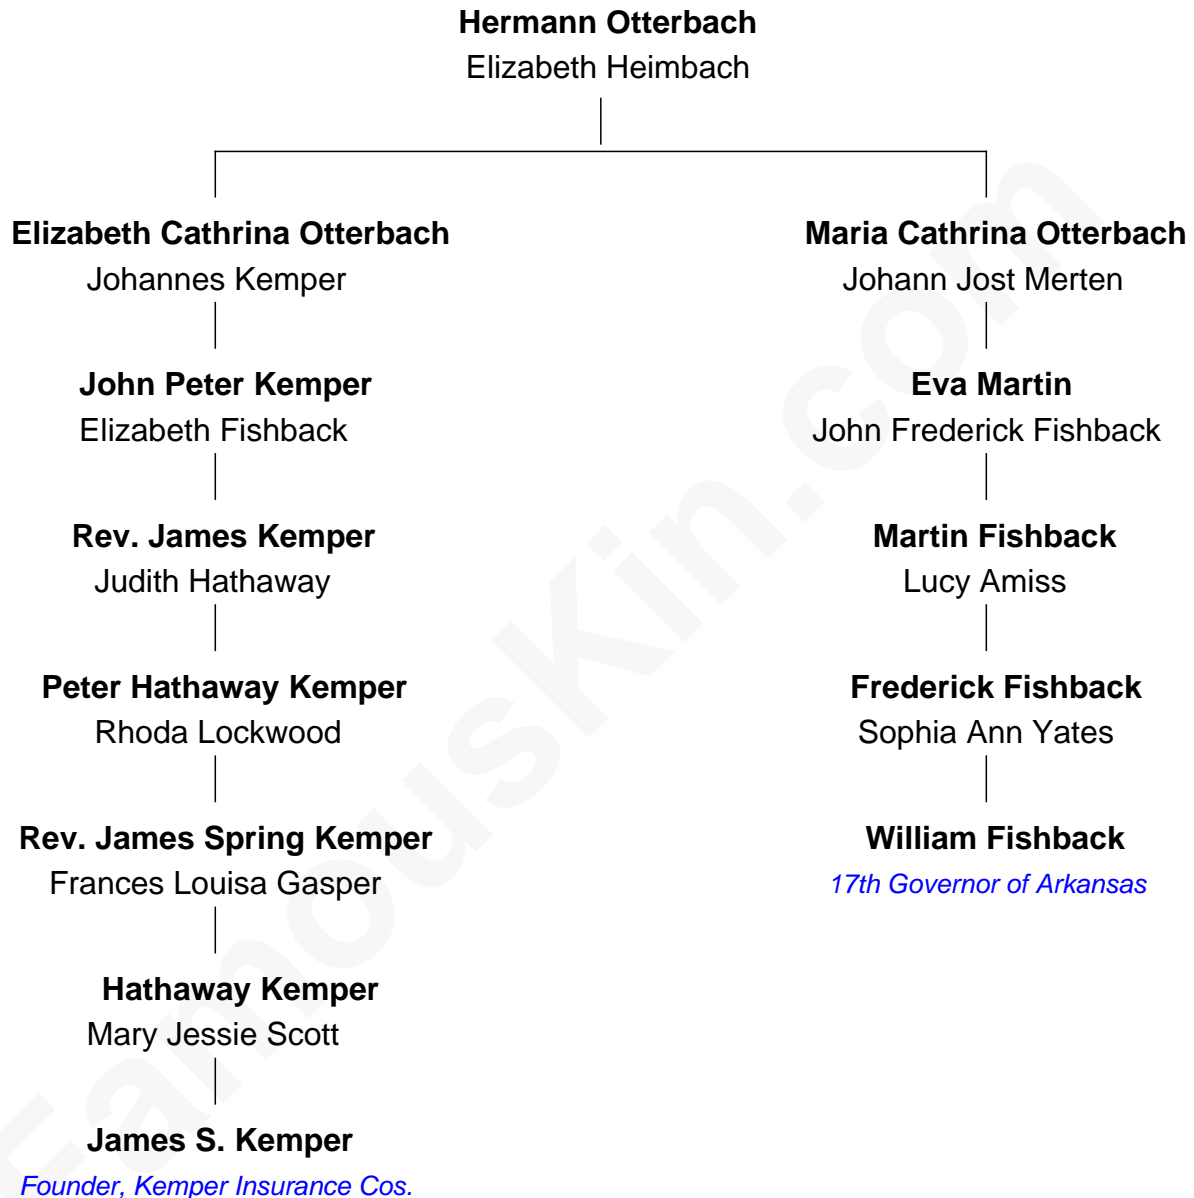 Hermann Otterbach
Elizabeth Heimbach
Elizabeth Cathrina Otterbach
Johannes Kemper
John Peter Kemper
Elizabeth Fishback
Rev. James Kemper
Judith Hathaway
Peter Hathaway Kemper
Rhoda Lockwood
Rev. James Spring Kemper
Frances Louisa Gasper
Hathaway Kemper
Mary Jessie Scott
James S. Kemper
Founder, Kemper Insurance Cos.
Maria Cathrina Otterbach
Johann Jost Merten
Eva Martin
John Frederick Fishback
Martin Fishback
Lucy Amiss
Frederick Fishback
Sophia Ann Yates
William Fishback
17th Governor of Arkansas
FamousKin.com